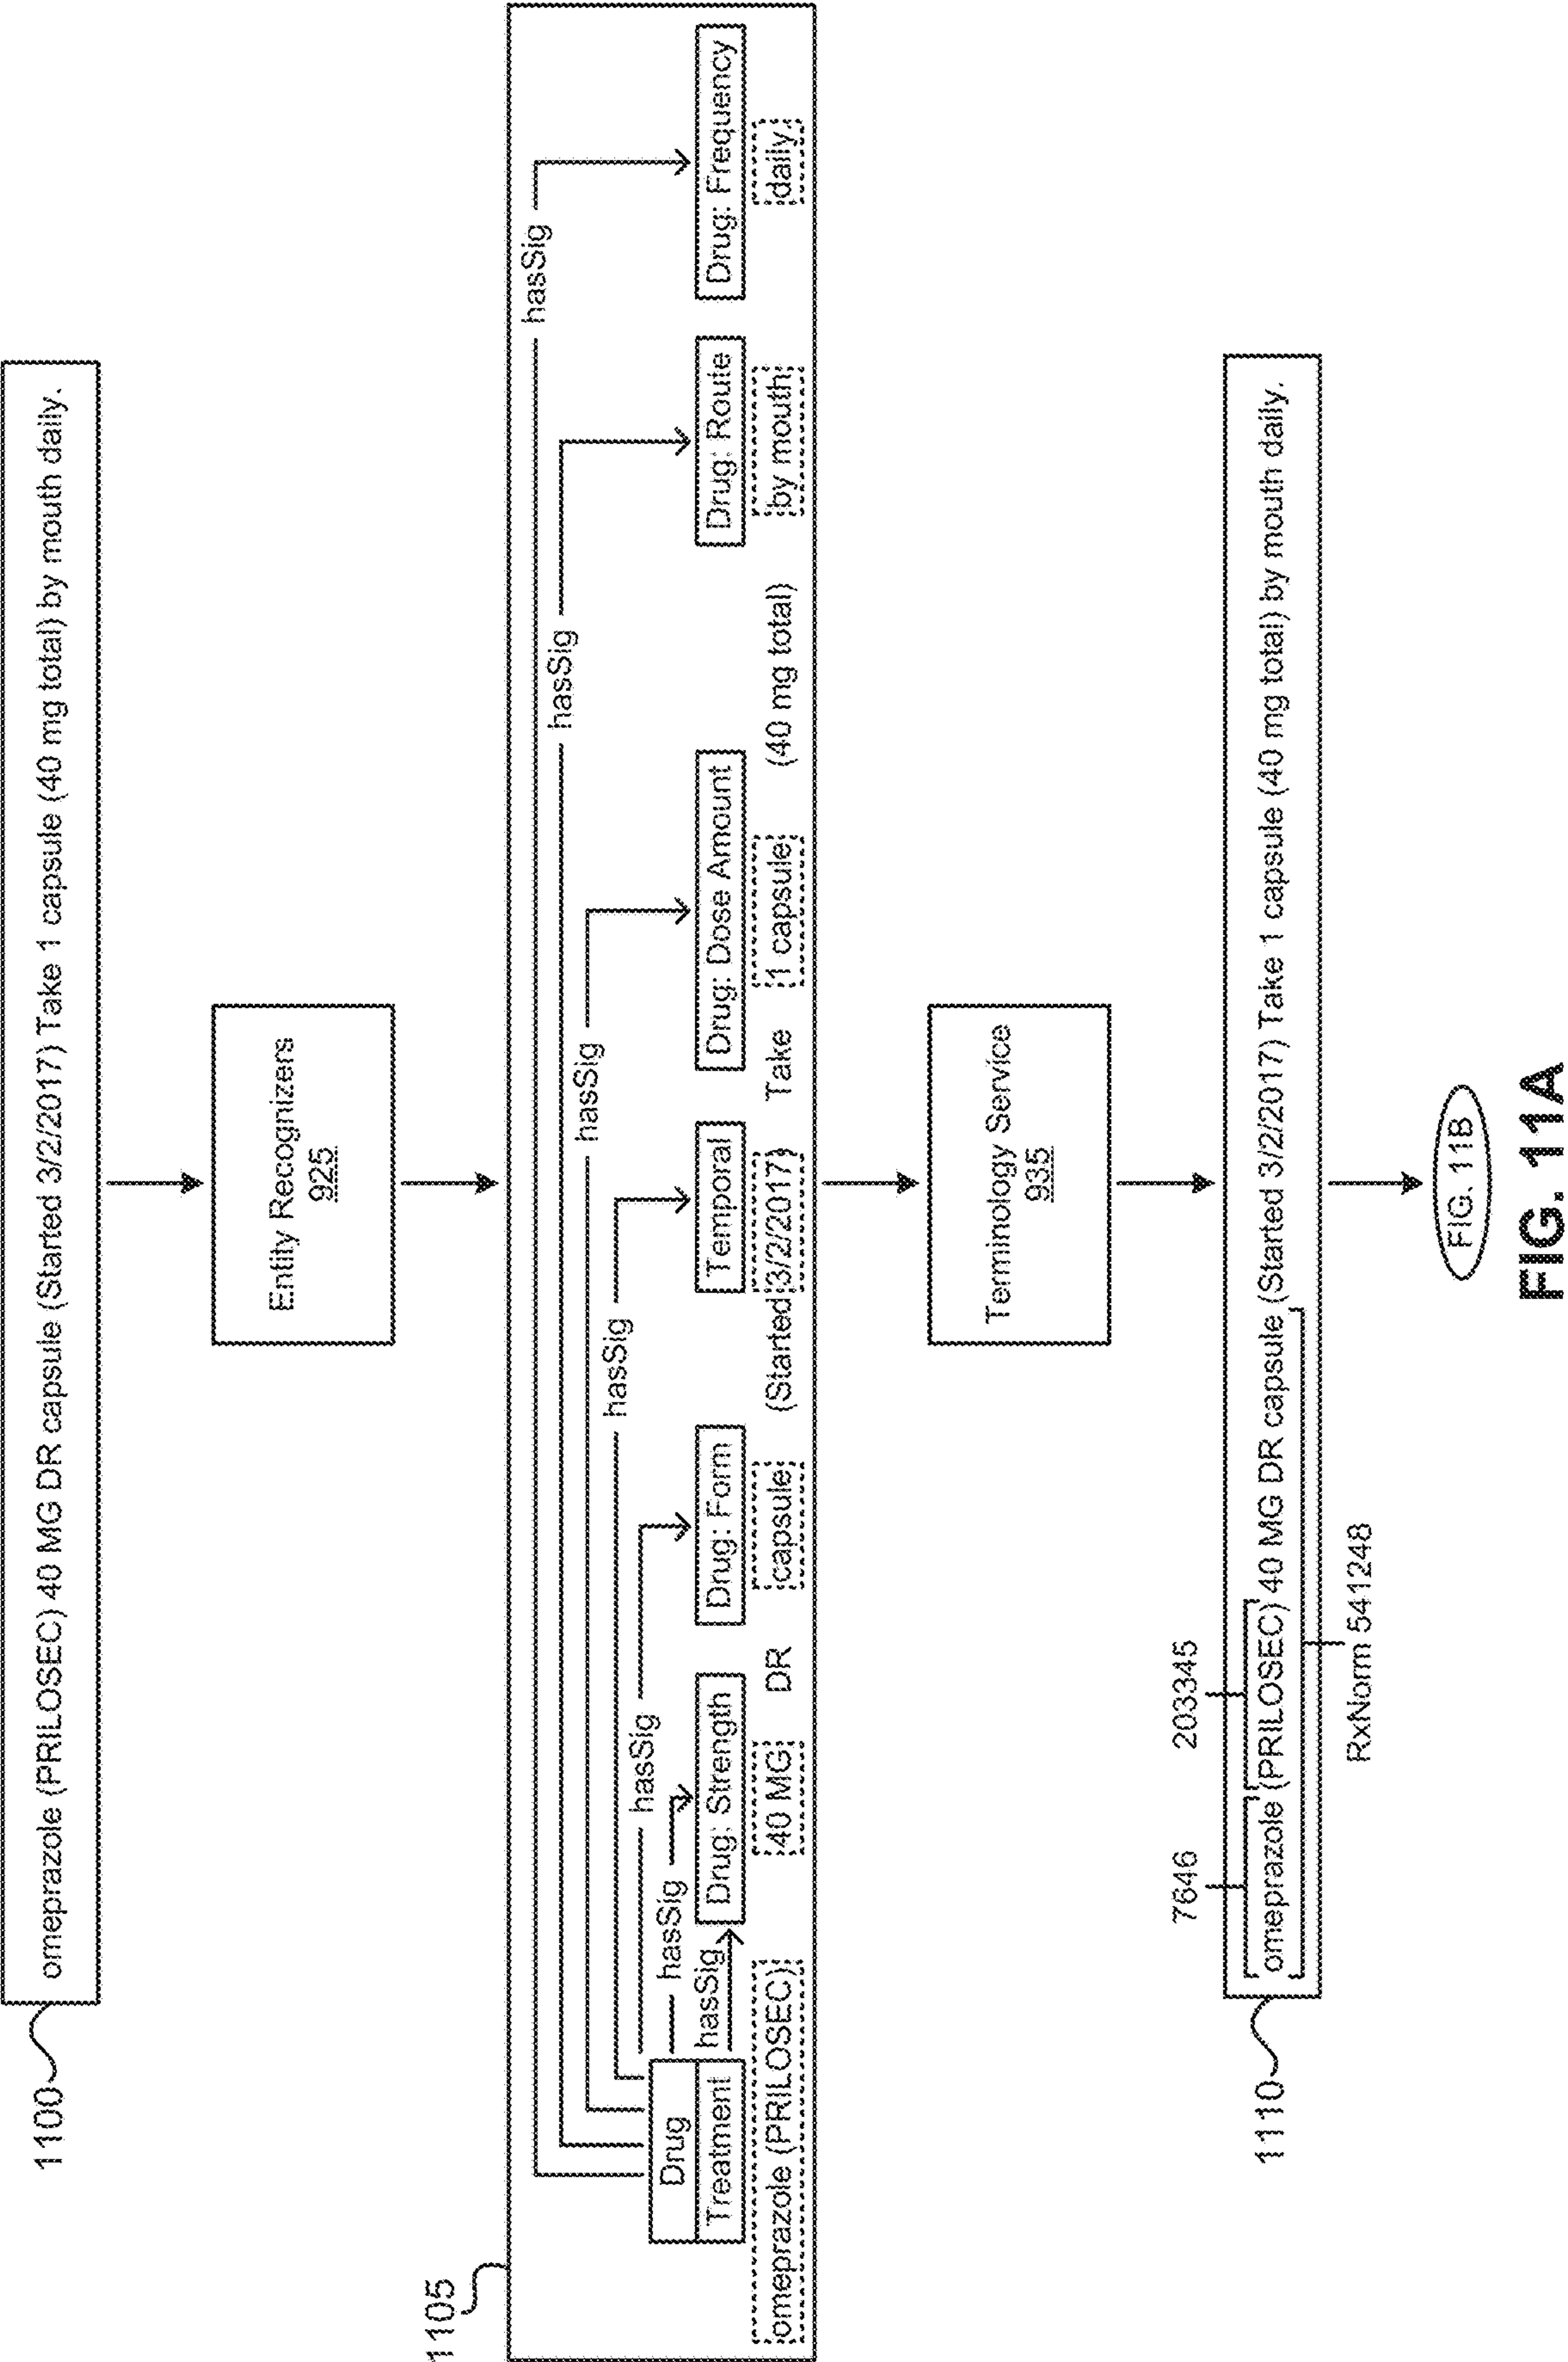 1100
omeprazole (PRILOSEC) 40 MG DR capsule (Started 3/2/2017) Take 1 capsule (40 mg total) by mouth daily.
Entity Recognizers
925
1105
hasSig
hasSig
hasSig
hasSig
hasSig
hasSig
hasSig
Drug
Treatment
Drug: Strength
Drug: Form
Temporal
Drug: Dose Amount
Drug: Route
Drug: Frequency
omeprazole (PRILOSEC) 40 MG DR capsule (Started 3/2/2017) Take 1 capsule (40 mg total) by mouth daily.
Terminology Service
935
7646
203345
1110
omeprazole (PRILOSEC) 40 MG DR capsule (Started 3/2/2017) Take 1 capsule (40 mg total) by mouth daily.
RxNorm 541248
FIG. 11B
FIG. 11A